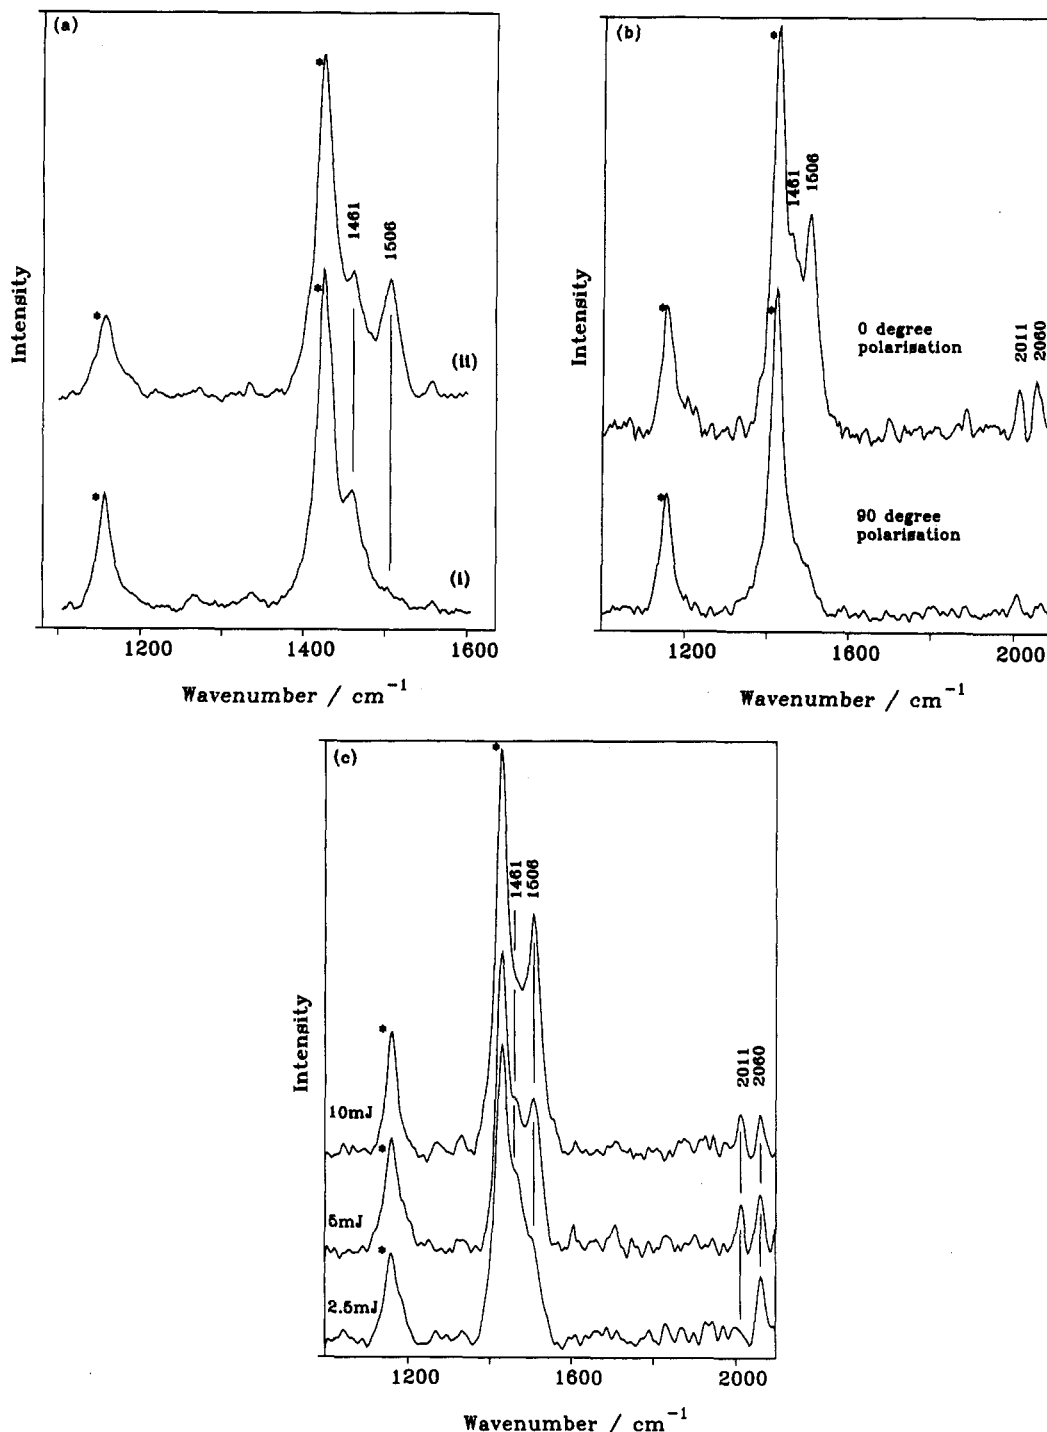 (a)
*
*
1461
1506
*
(ii)
*
(i)
Intensity
1200 1400 1600
Wavenumber / cm⁻¹
(b)
*
1461
1506
*
*
0 degree
polarisation
2011
2060
*
90 degree
polarisation
Intensity
1200 1600 2000
Wavenumber / cm⁻¹
(c)
*
1461
1506
*
2011
2060
10mJ
*
5mJ
*
2.5mJ
Intensity
1200 1600 2000
Wavenumber / cm⁻¹